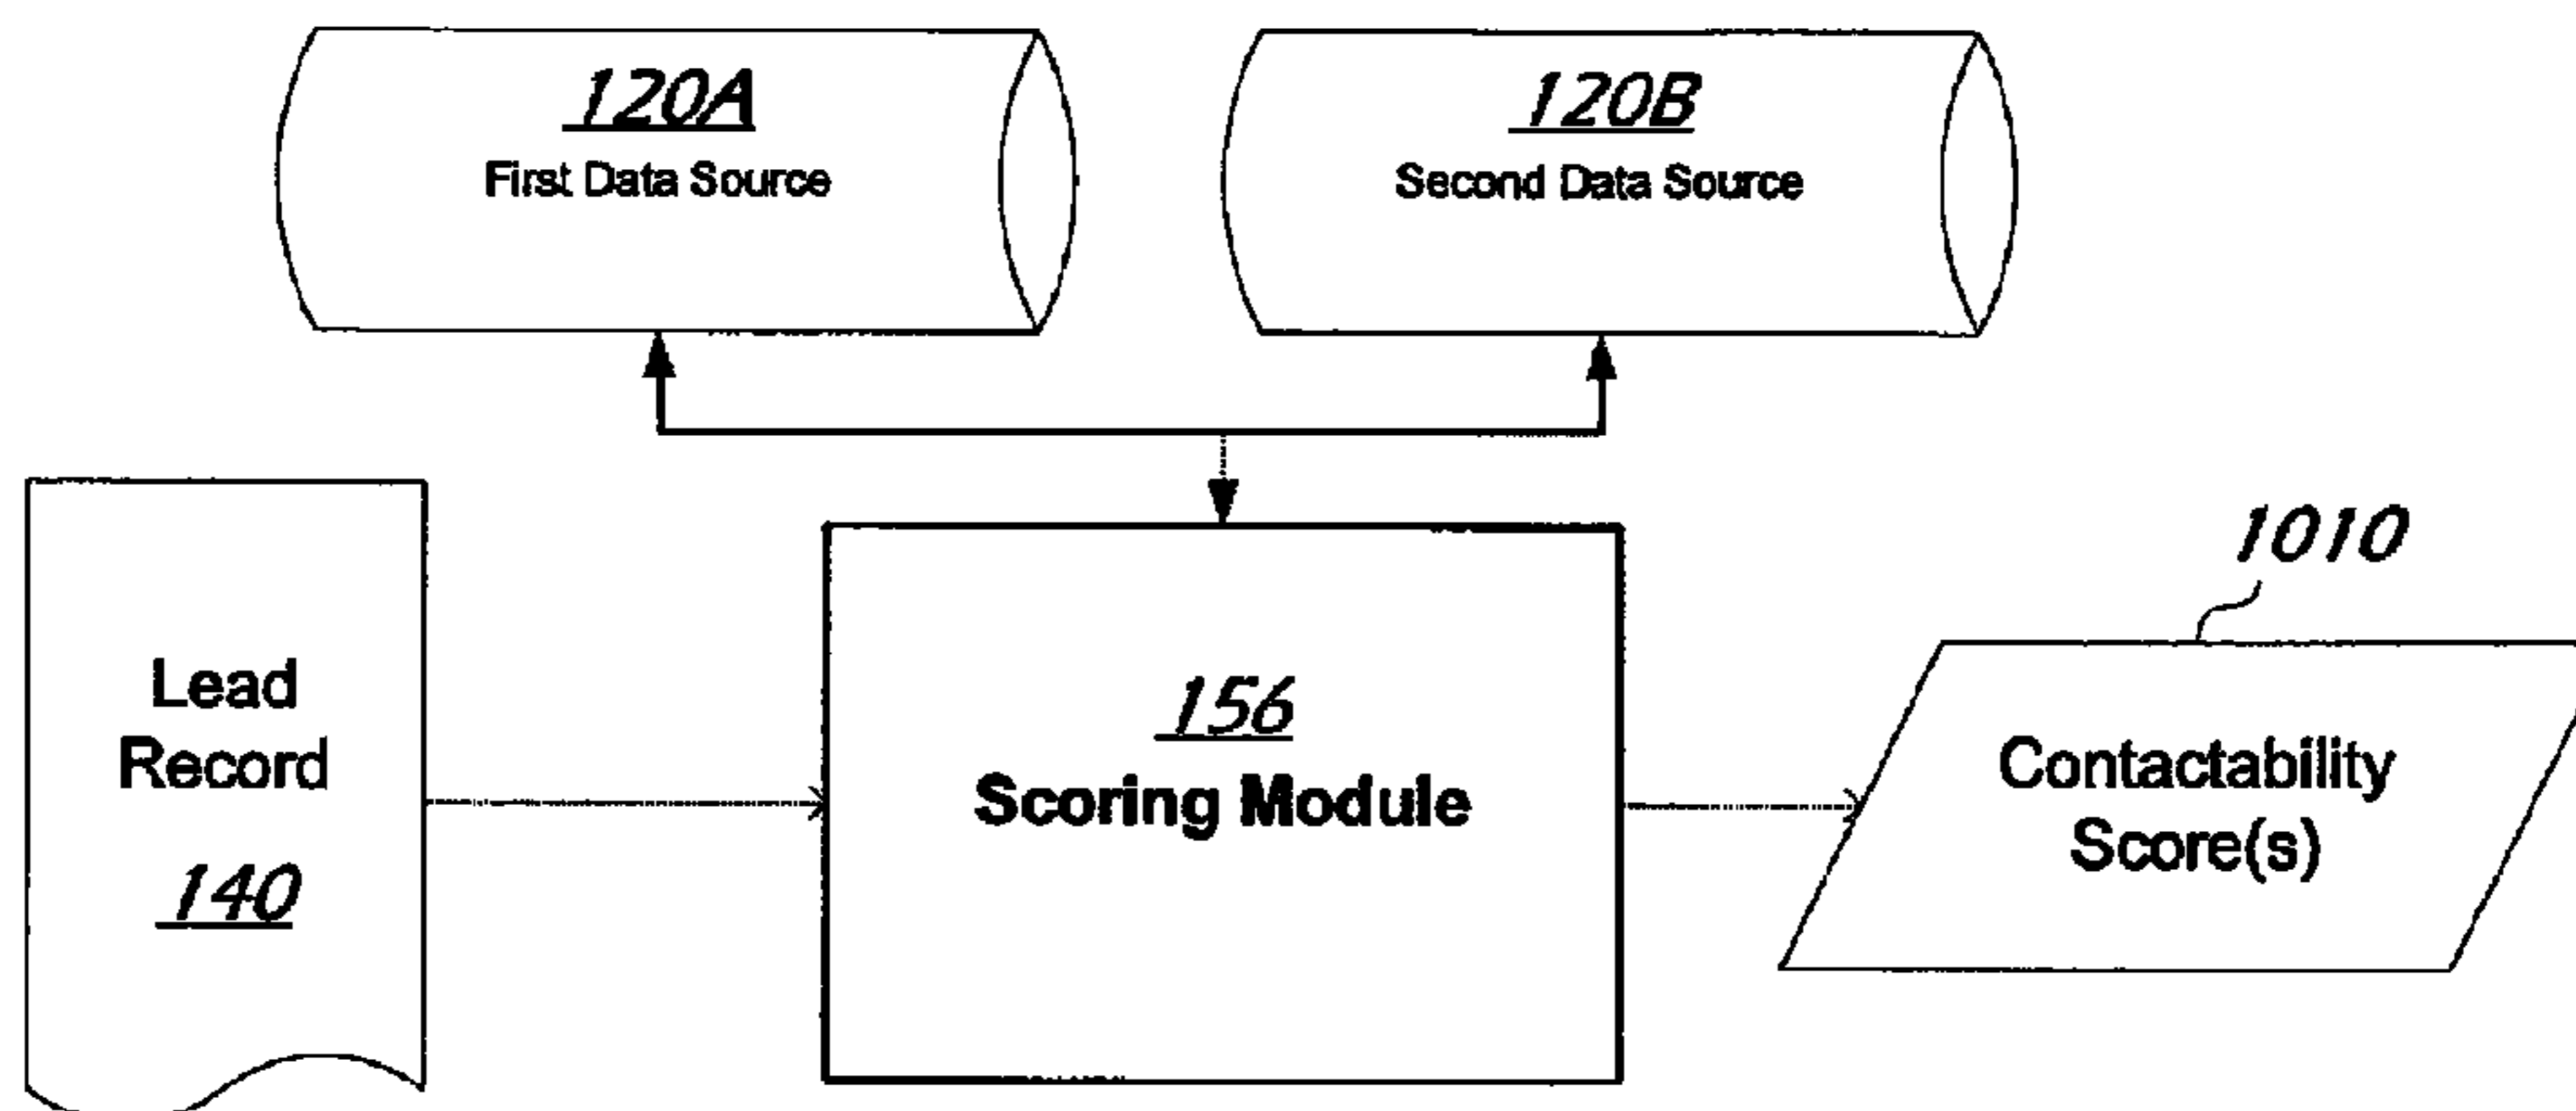 120A
First Data Source
120B
Second Data Source
1010
Lead
Record
140
156
Scoring Module
Contactability
Score(s)